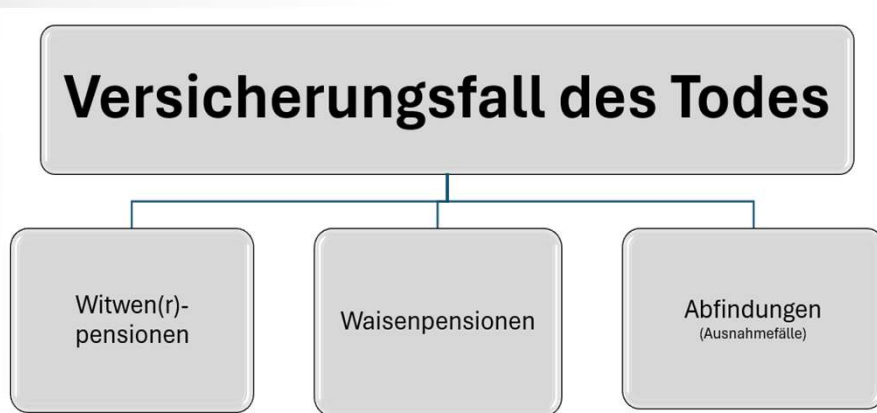 Versicherungsfall des Todes
Witwen(r)-
pensionen
Waisenpensionen
Abfindungen
(Ausnahmefälle)